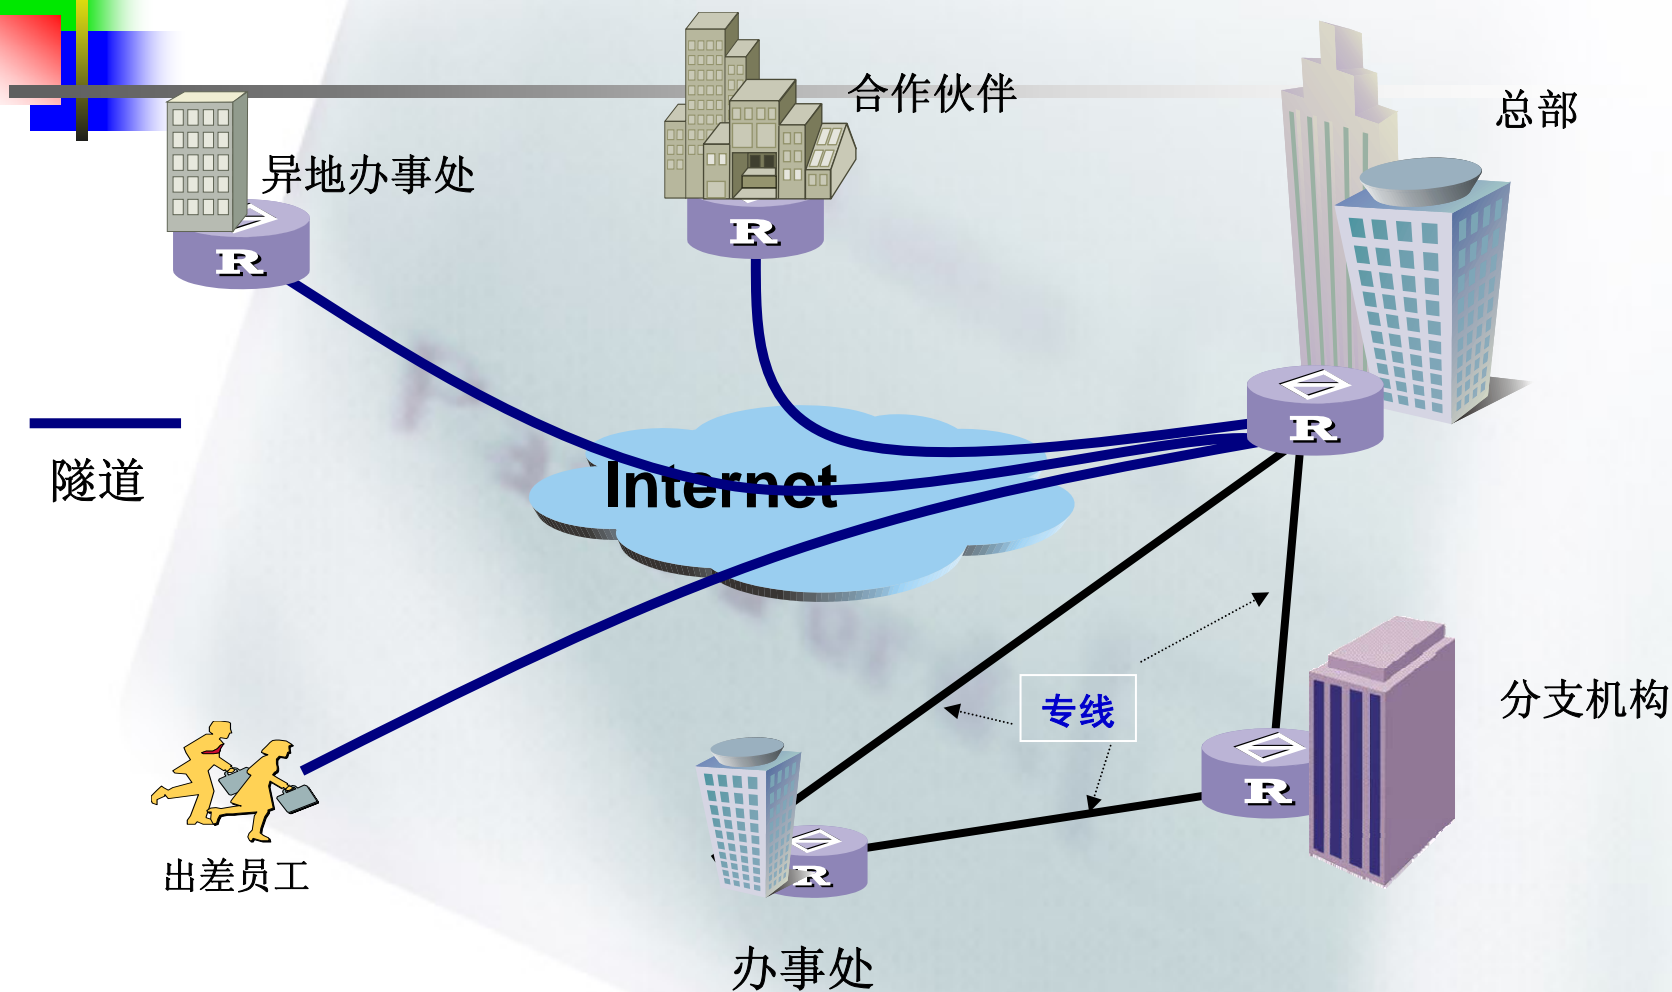 合作伙伴
总部
异地办事处
R
R
R
隧道
Internet
专线
分支机构
R
出差员工
R
办事处